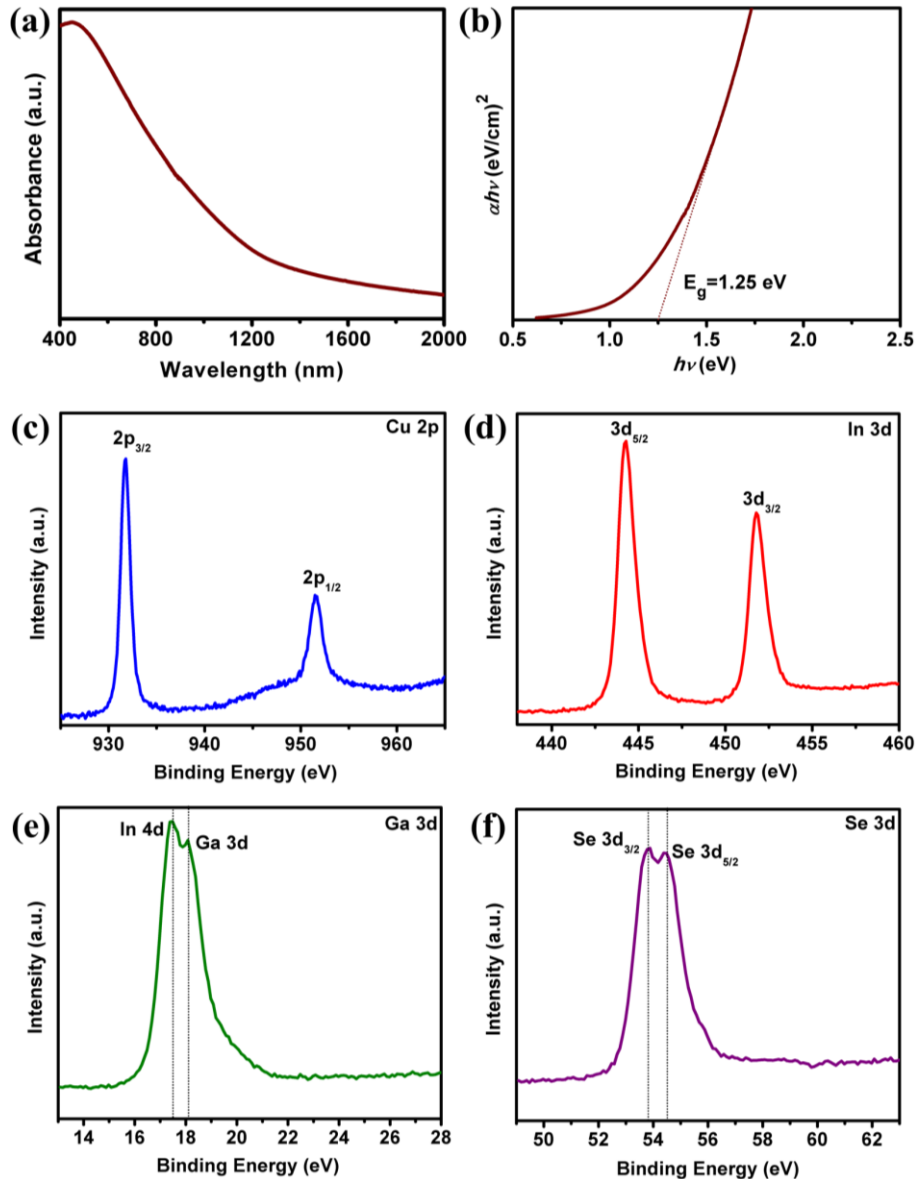 (a)
Absorbance (a.u.)
400 800 1200 1600 2000
Wavelength (nm)
(b)
αhν (eV/cm)²
E_g=1.25 eV
0.5 1.0 1.5 2.0 2.5
hν (eV)
(c)
Cu 2p
2p₃/₂
2p₁/₂
Intensity (a.u.)
930 940 950 960
Binding Energy (eV)
(d)
In 3d
3d₅/₂
3d₃/₂
Intensity (a.u.)
440 445 450 455 460
Binding Energy (eV)
(e)
Ga 3d
In 4d
Ga 3d
Intensity (a.u.)
14 16 18 20 22 24 26 28
Binding Energy (eV)
(f)
Se 3d
Se 3d₃/₂
Se 3d₅/₂
Intensity (a.u.)
50 52 54 56 58 60 62
Binding Energy (eV)